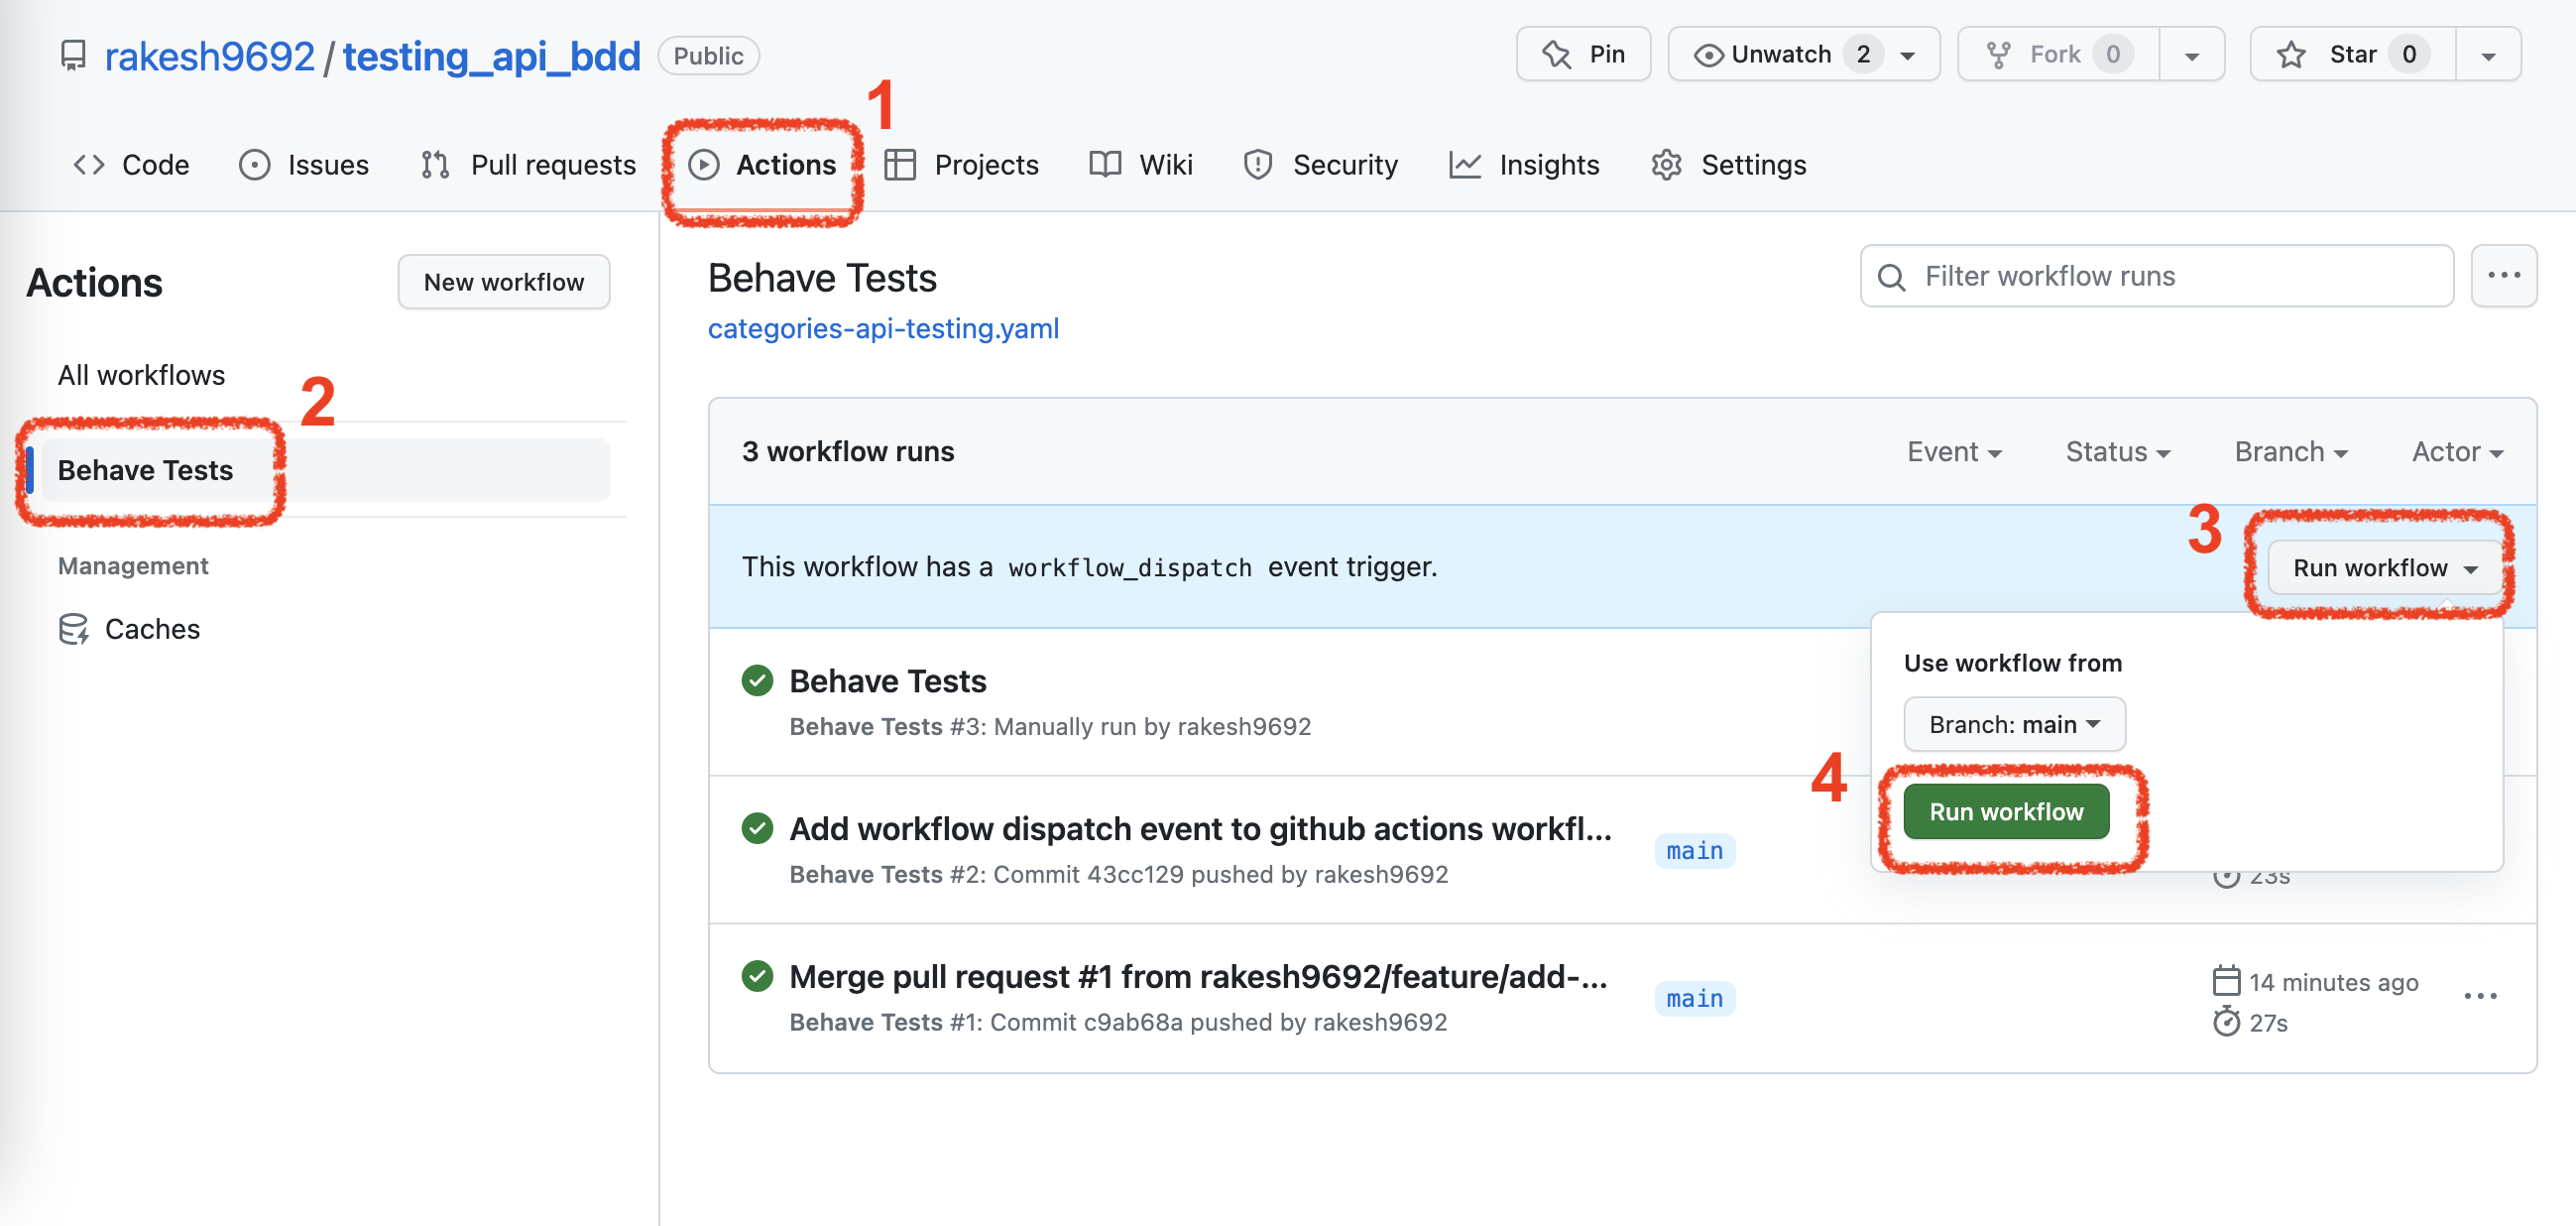 rakesh9692 / testing_api_bdd Public
Pin
Unwatch 2
Fork 0
Star 0
1
Code
Issues
Pull requests
Actions
Projects
Wiki
Security
Insights
Settings
Actions
New workflow
All workflows
2
Behave Tests
Management
Caches
Behave Tests
categories-api-testing.yaml
Filter workflow runs
3 workflow runs
Event
Status
Branch
Actor
This workflow has a workflow_dispatch event trigger.
3
Run workflow
Use workflow from
Branch: main
4
Run workflow
Behave Tests
Behave Tests #3: Manually run by rakesh9692
Add workflow dispatch event to github actions workfl...
Behave Tests #2: Commit 43cc129 pushed by rakesh9692
main
23s
Merge pull request #1 from rakesh9692/feature/add-...
Behave Tests #1: Commit c9ab68a pushed by rakesh9692
main
14 minutes ago
27s